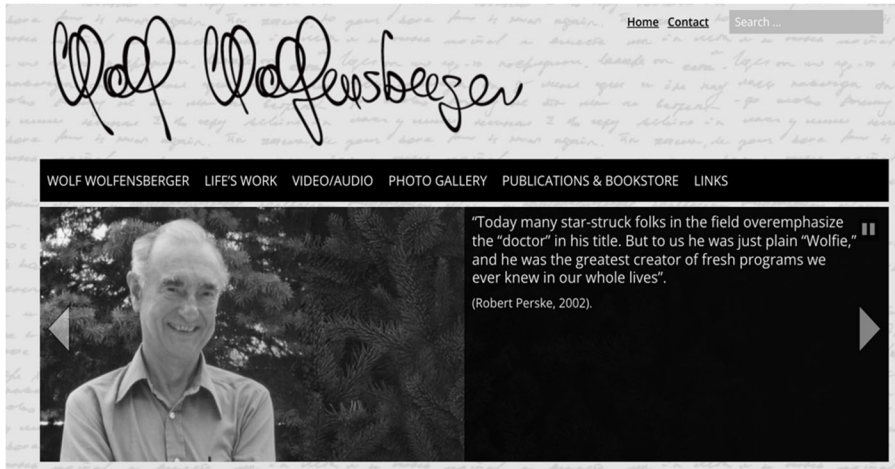 Home Contact Search ...
Wolf Wolfensberger
WOLF WOLFENSBERGER LIFE'S WORK VIDEO/AUDIO PHOTO GALLERY PUBLICATIONS & BOOKSTORE LINKS
“Today many star-struck folks in the field overemphasize
the “doctor” in his title. But to us he was just plain “Wolfie,”
and he was the greatest creator of fresh programs we
ever knew in our whole lives”.
(Robert Perske, 2002).